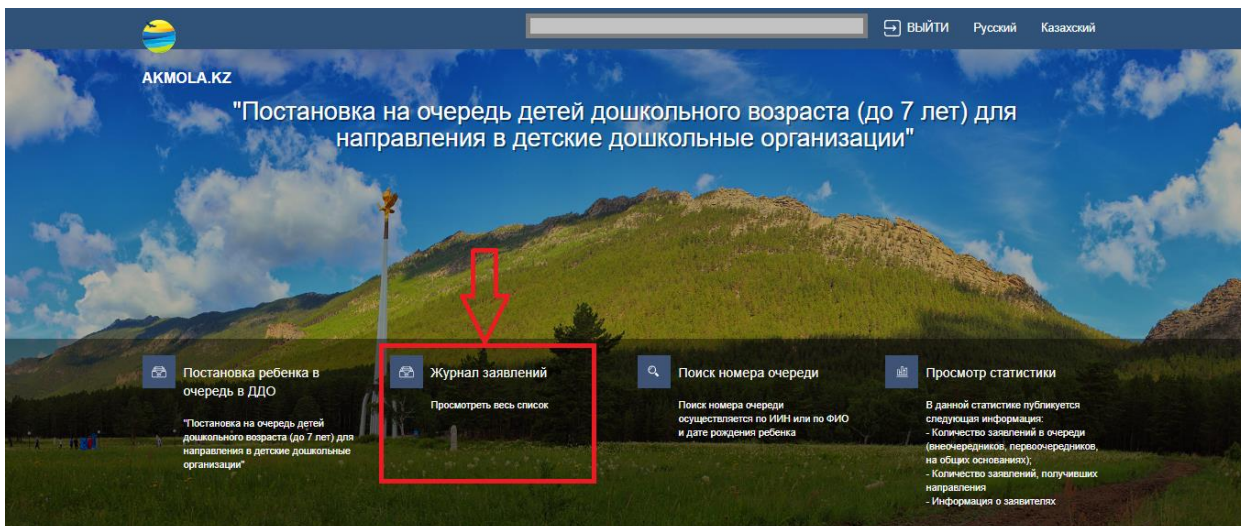 ВЫЙТИ Русский Казахский
AKMOLA.KZ
"Постановка на очередь детей дошкольного возраста (до 7 лет) для
направления в детские дошкольные организации"
Постановка ребенка в
очередь в ДДО
"Постановка на очередь детей
дошкольного возраста (до 7 лет) для
направления в детские дошкольные
организации"
Журнал заявлений
Просмотреть весь список
Поиск номера очереди
Поиск номера очереди
осуществляется по ИИН или по ФИО
и дате рождения ребенка
Просмотр статистики
В данной статистике публикуется
следующая информация:
- Количество заявлений в очереди
(внеочередников, первоочередников,
на общих основаниях);
- Количество заявлений, получивших
направления
- Информация о заявителях